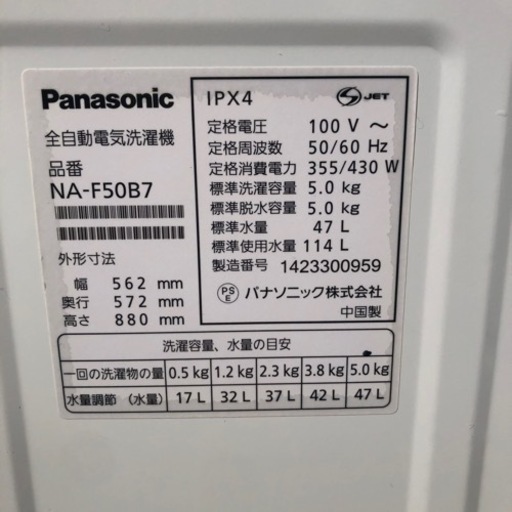 Panasonic
全自動電気洗濯機
品番
NA-F50B7
外形寸法
幅 562 mm
奥行 572 mm
高さ 880 mm
IPX4
S JET
定格電圧 100 V ～
定格周波数 50/60 Hz
定格消費電力 355/430 W
標準洗濯容量 5.0 kg
標準脱水容量 5.0 kg
標準水量 47 L
標準使用水量 114 L
製造番号 1423300959
PS E パナソニック株式会社
中国製
洗濯容量、水量の目安
一回の洗濯物の量 0.5 kg 1.2 kg 2.3 kg 3.8 kg 5.0 kg
水量調節 （水量） 17 L 32 L 37 L 42 L 47 L